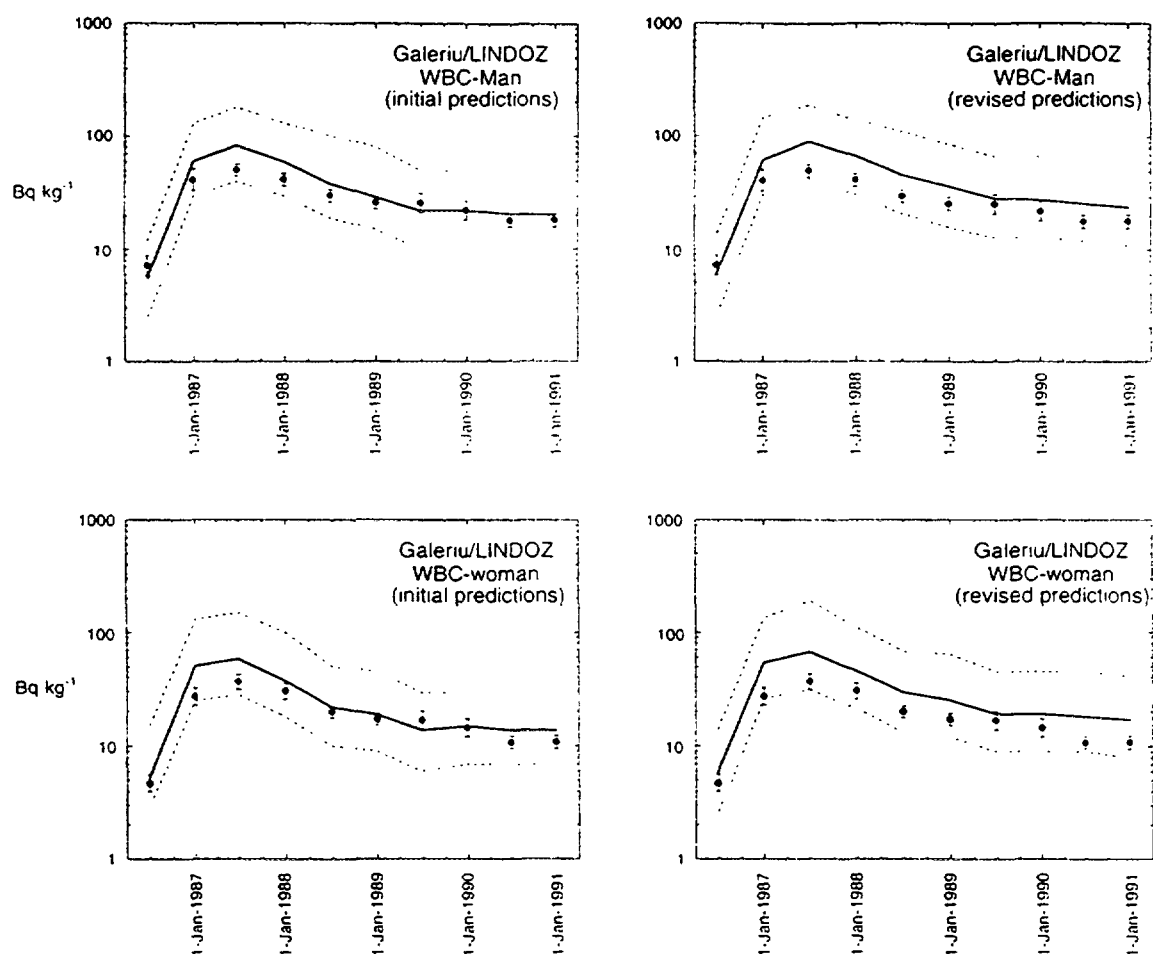 1000
100
10
1
Bq kg⁻¹
Galeriu/LINDOZ
WBC-Man
(initial predictions)
1-Jan-1987
1-Jan-1988
1-Jan-1989
1-Jan-1990
1-Jan-1991
1000
100
10
1
Galeriu/LINDOZ
WBC-Man
(revised predictions)
1-Jan-1987
1-Jan-1988
1-Jan-1989
1-Jan-1990
1-Jan-1991
1000
100
10
1
Bq kg⁻¹
Galeriu/LINDOZ
WBC-woman
(initial predictions)
1-Jan-1987
1-Jan-1988
1-Jan-1989
1-Jan-1990
1-Jan-1991
1000
100
10
1
Galeriu/LINDOZ
WBC-woman
(revised predictions)
1-Jan-1987
1-Jan-1988
1-Jan-1989
1-Jan-1990
1-Jan-1991